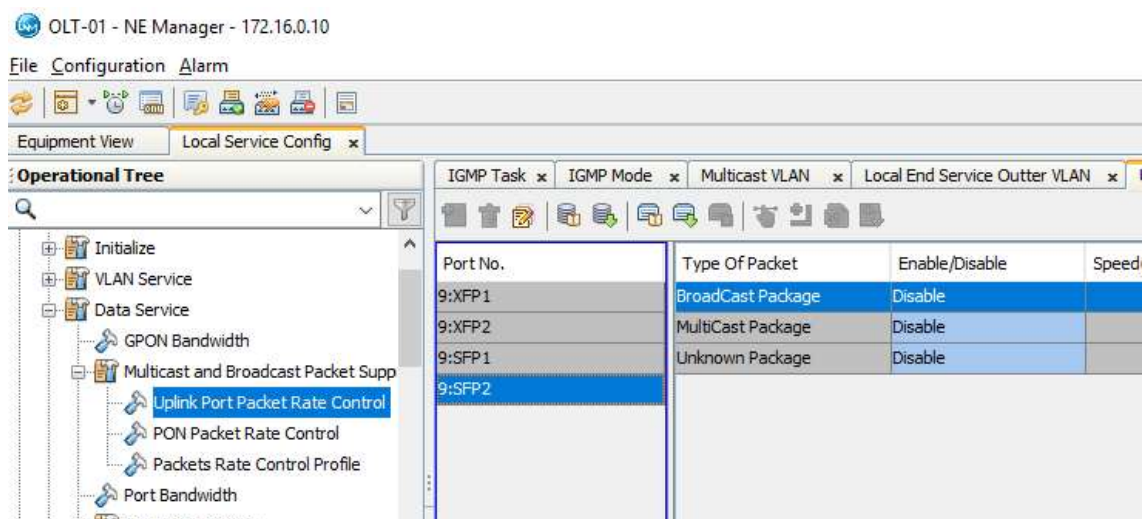 OLT-01 - NE Manager - 172.16.0.10
File Configuration Alarm
Equipment View Local Service Config x
Operational Tree
IGMP Task x IGMP Mode x Multicast VLAN x Local End Service Outter VLAN x
Initialize
VLAN Service
Data Service
GPON Bandwidth
Multicast and Broadcast Packet Supp
Uplink Port Packet Rate Control
PON Packet Rate Control
Packets Rate Control Profile
Port Bandwidth
Port No.
9:XFP1
9:XFP2
9:SFP1
9:SFP2
Type Of Packet Enable/Disable Speed
BroadCast Package Disable
MultiCast Package Disable
Unknown Package Disable